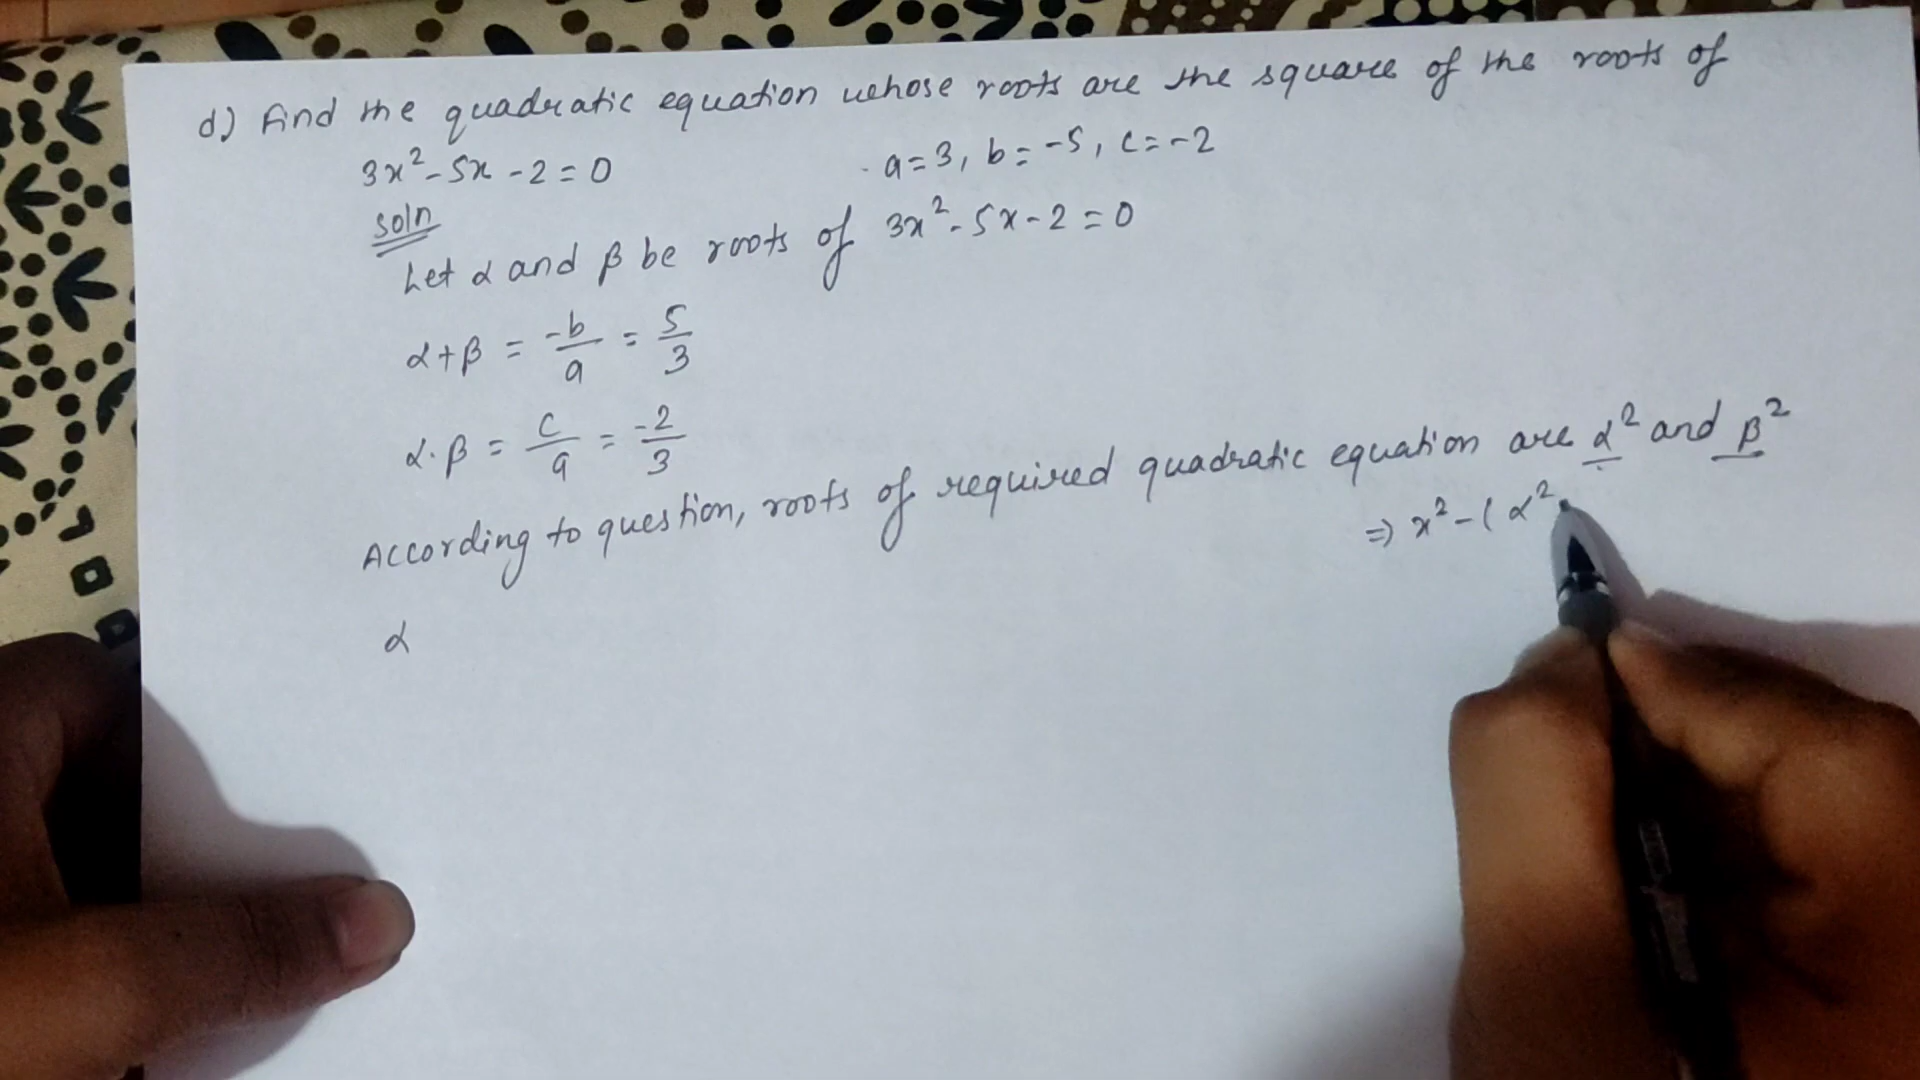 d) Find the quadratic equation whose roots are the square of the roots of
3x² - 5x - 2 = 0
a = 3, b = -5, c = -2
soln
Let α and β be roots of 3x² - 5x - 2 = 0
α + β = -b/a = 5/3
α . β = c/a = -2/3
According to question, roots of required quadratic equation are α² and β²
⇒ x² - ( α²
α